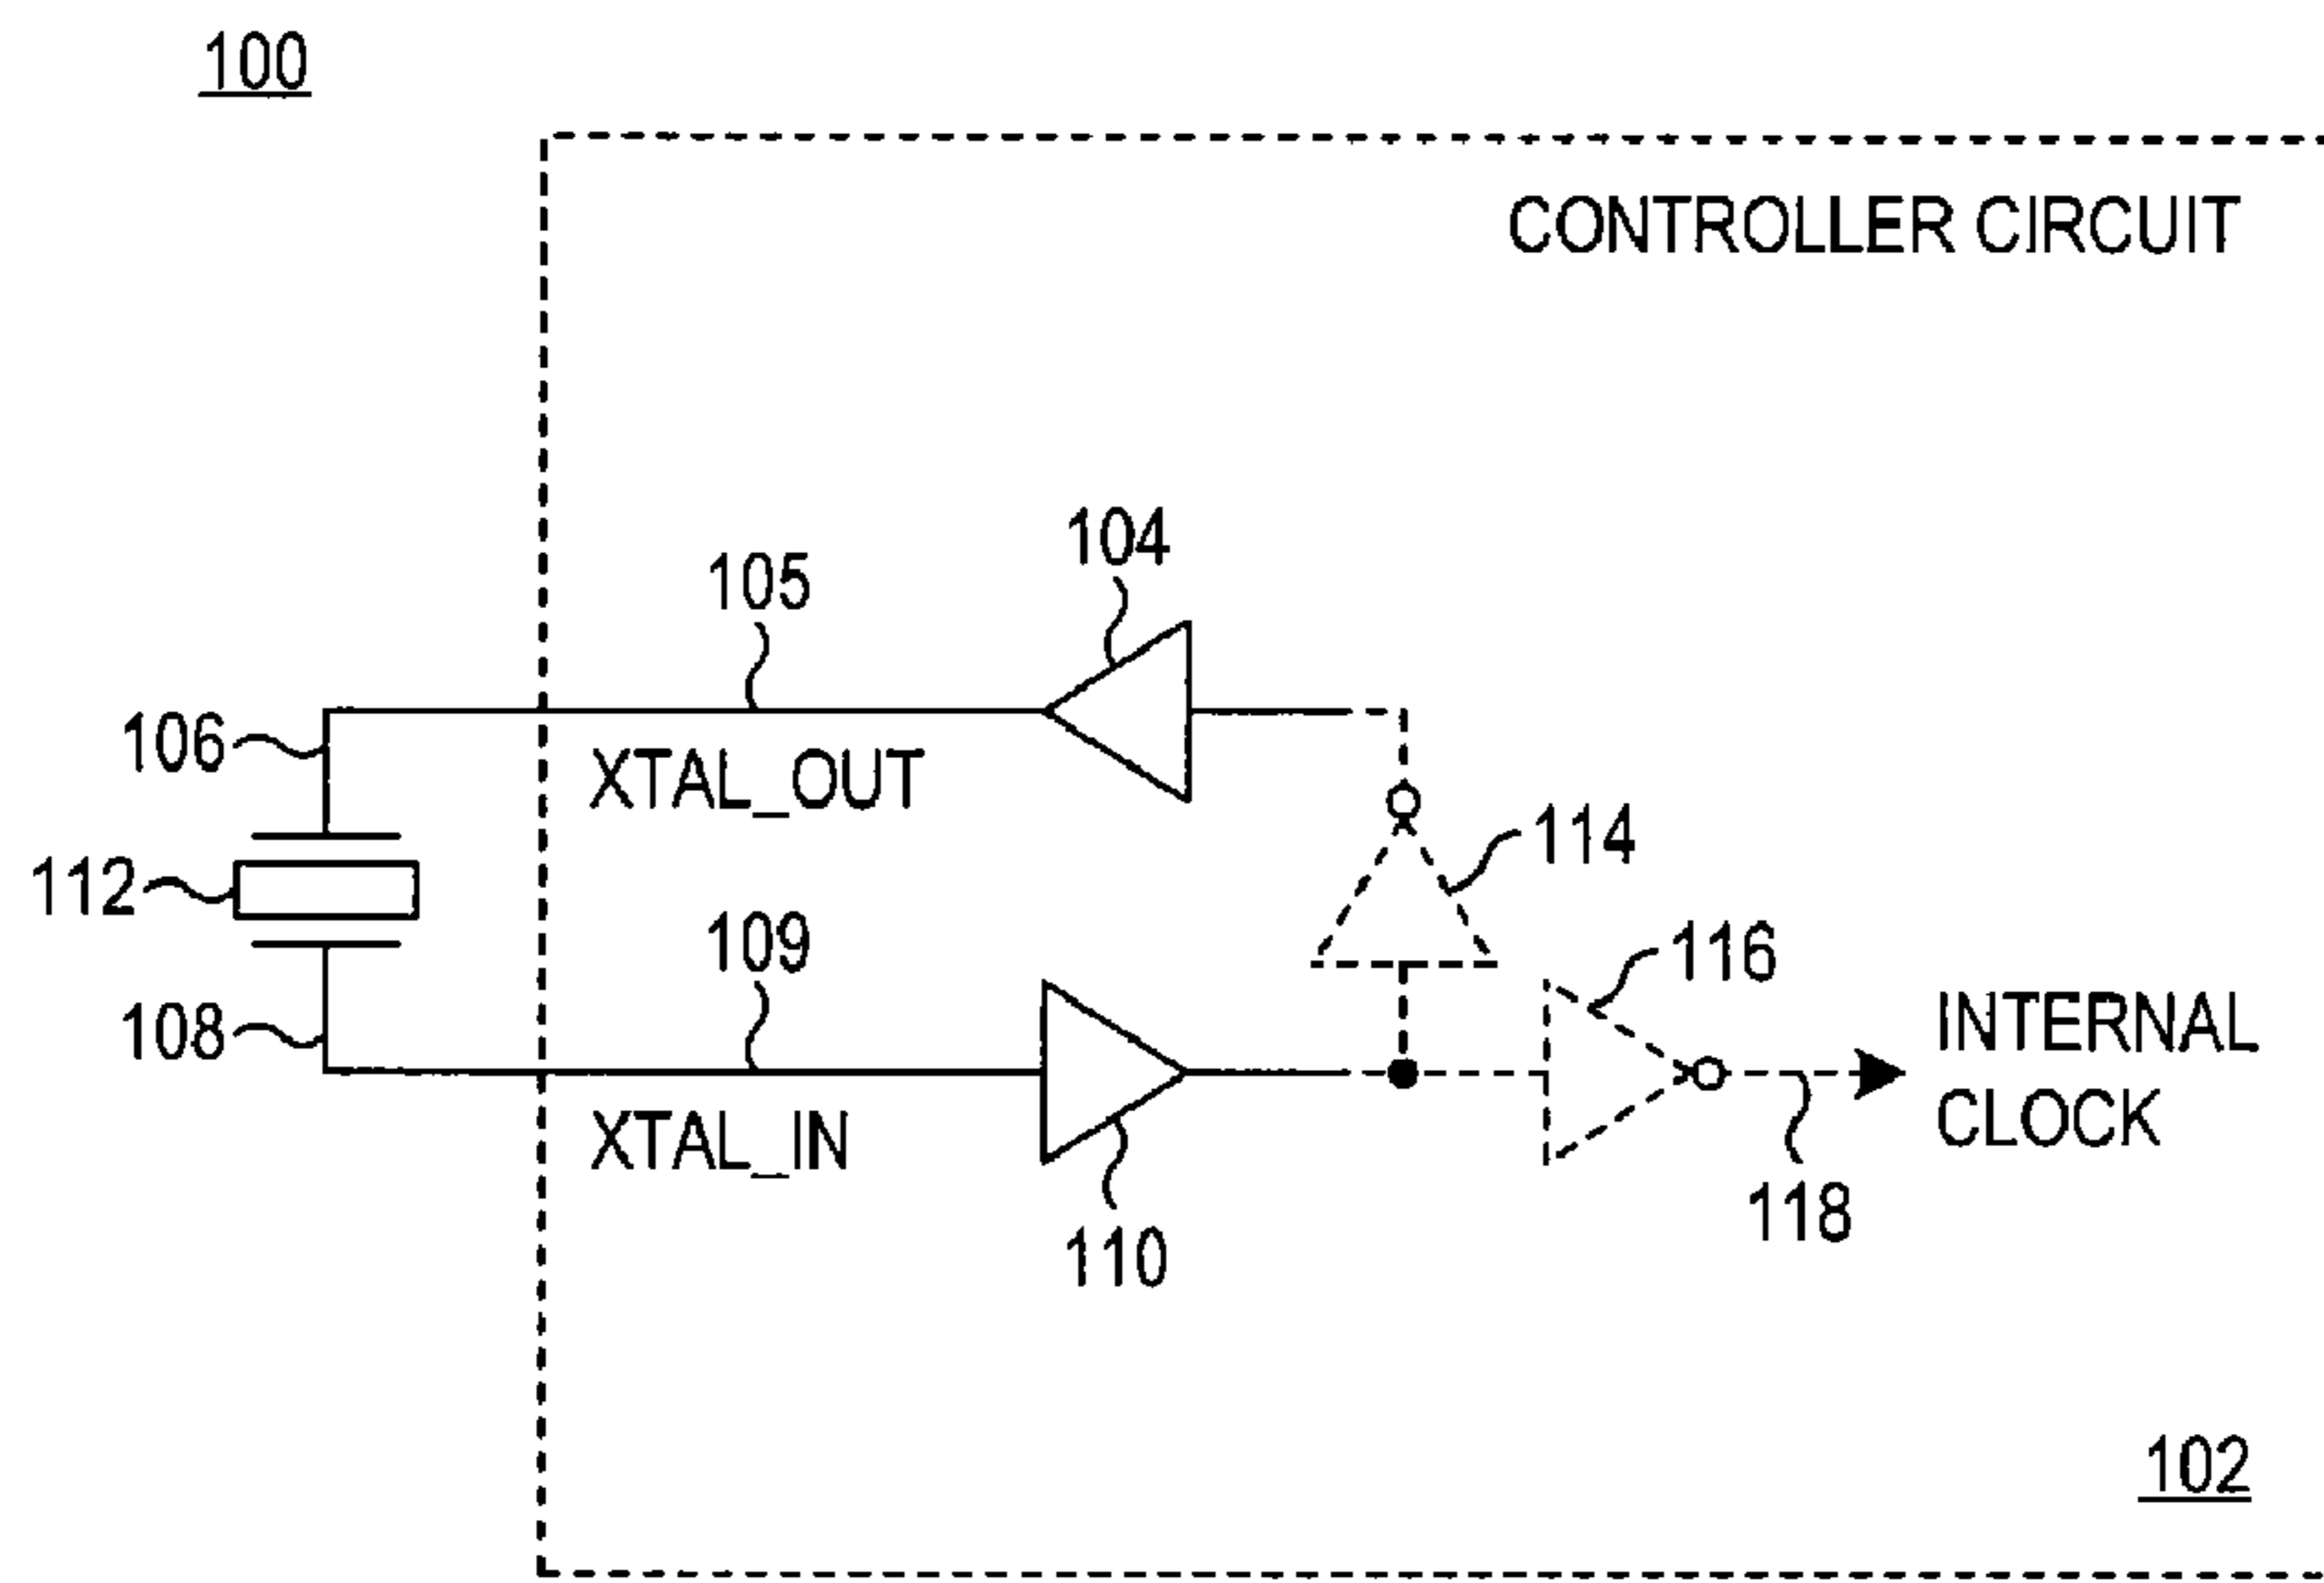 100
CONTROLLER CIRCUIT
104
105
106
XTAL_OUT
114
112
109
116
108
INTERNAL
CLOCK
XTAL_IN
118
110
102